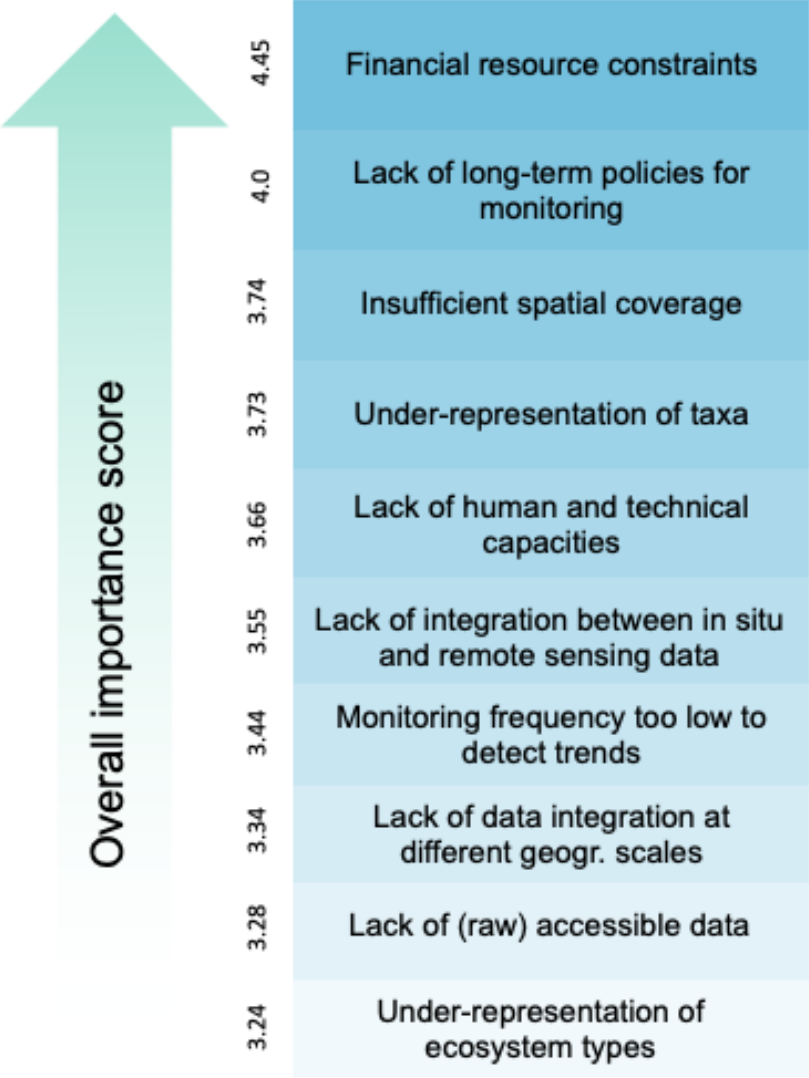 Overall importance score
4.45
Financial resource constraints
4.0
Lack of long-term policies for
monitoring
3.74
Insufficient spatial coverage
3.73
Under-representation of taxa
3.66
Lack of human and technical
capacities
3.55
Lack of integration between in situ
and remote sensing data
3.44
Monitoring frequency too low to
detect trends
3.34
Lack of data integration at
different geogr. scales
3.28
Lack of (raw) accessible data
3.24
Under-representation of
ecosystem types